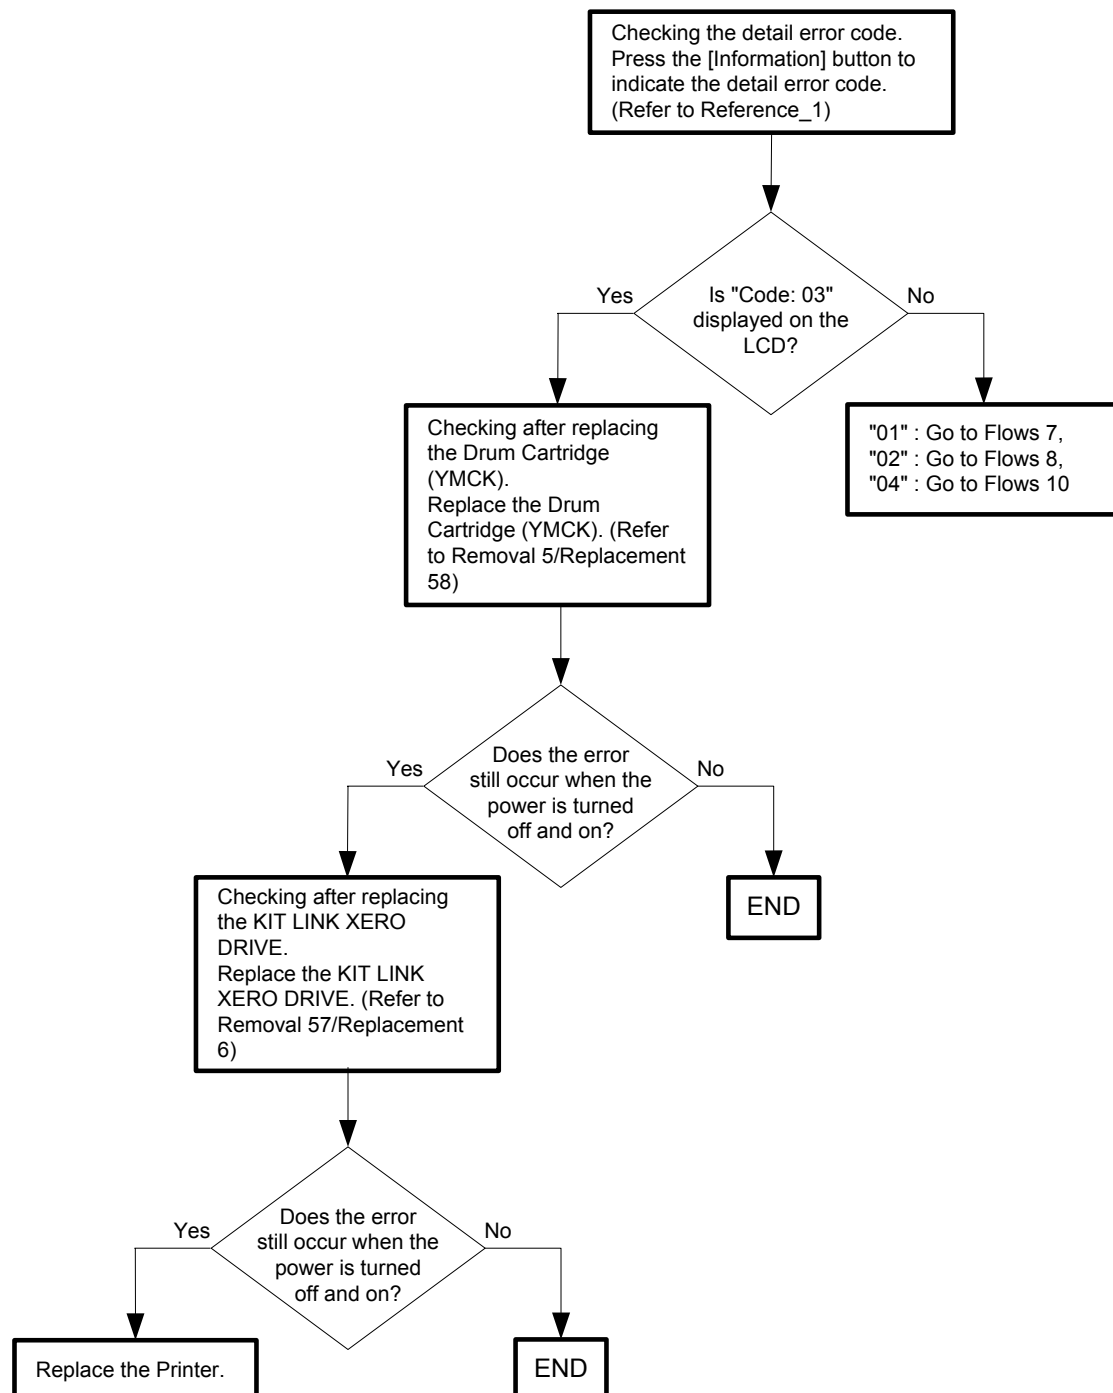 Checking the detail error code.
Press the [Information] button to
indicate the detail error code.
(Refer to Reference_1)
Is "Code: 03"
displayed on the
LCD?
Yes
No
Checking after replacing
the Drum Cartridge
(YMCK).
Replace the Drum
Cartridge (YMCK). (Refer
to Removal 5/Replacement
58)
"01" : Go to Flows 7,
"02" : Go to Flows 8,
"04" : Go to Flows 10
Does the error
still occur when the
power is turned
off and on?
Yes
No
Checking after replacing
the KIT LINK XERO
DRIVE.
Replace the KIT LINK
XERO DRIVE. (Refer to
Removal 57/Replacement
6)
END
Does the error
still occur when the
power is turned
off and on?
Yes
No
Replace the Printer.
END